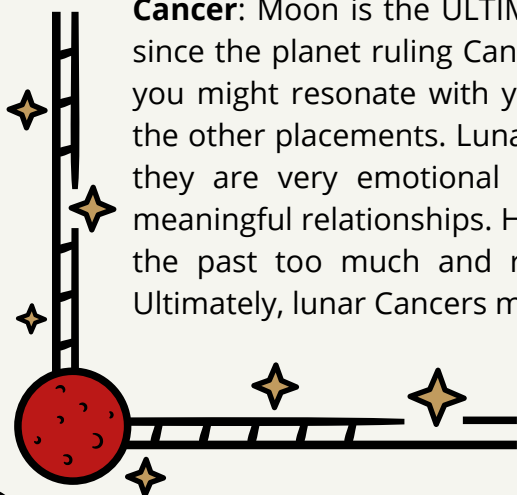 Cancer: Moon is the
since the planet ruling
you might resonate with
the other placements.
they are very emotional
meaningful relationships.
the past too much and
Ultimately, lunar Cancers